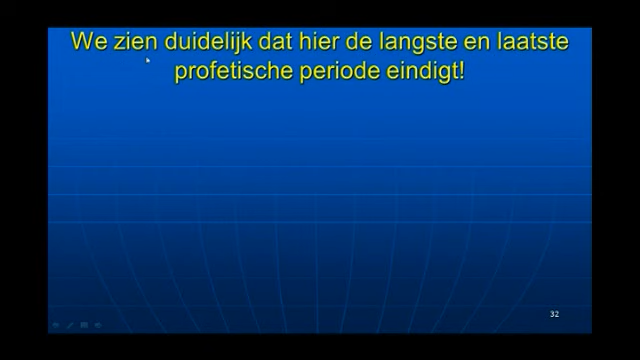 We zien duidelijk dat hier de langste en laatste
profetische periode eindigt!
32